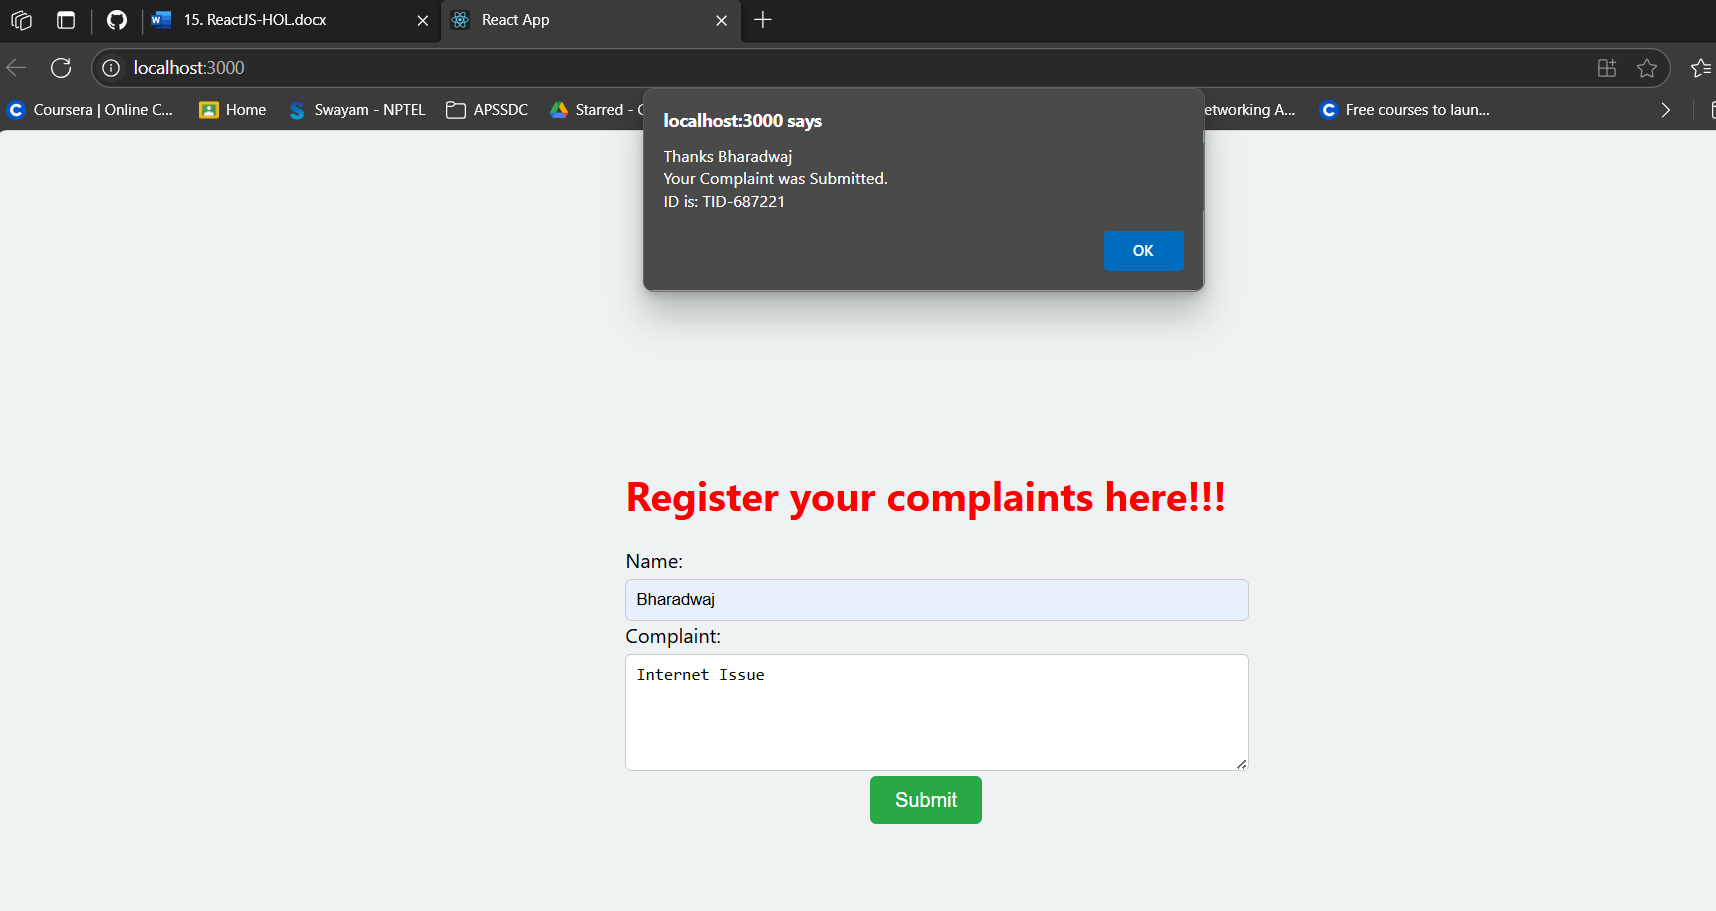 15. ReactJS-HOL.docx
React App
localhost:3000
Coursera | Online C...
Home
Swayam - NPTEL
APSSDC
Starred -
etworking A...
Free courses to laun...
localhost:3000 says
Thanks Bharadwaj
Your Complaint was Submitted.
ID is: TID-687221
OK
Register your complaints here!!!
Name:
Bharadwaj
Complaint:
Internet Issue
Submit